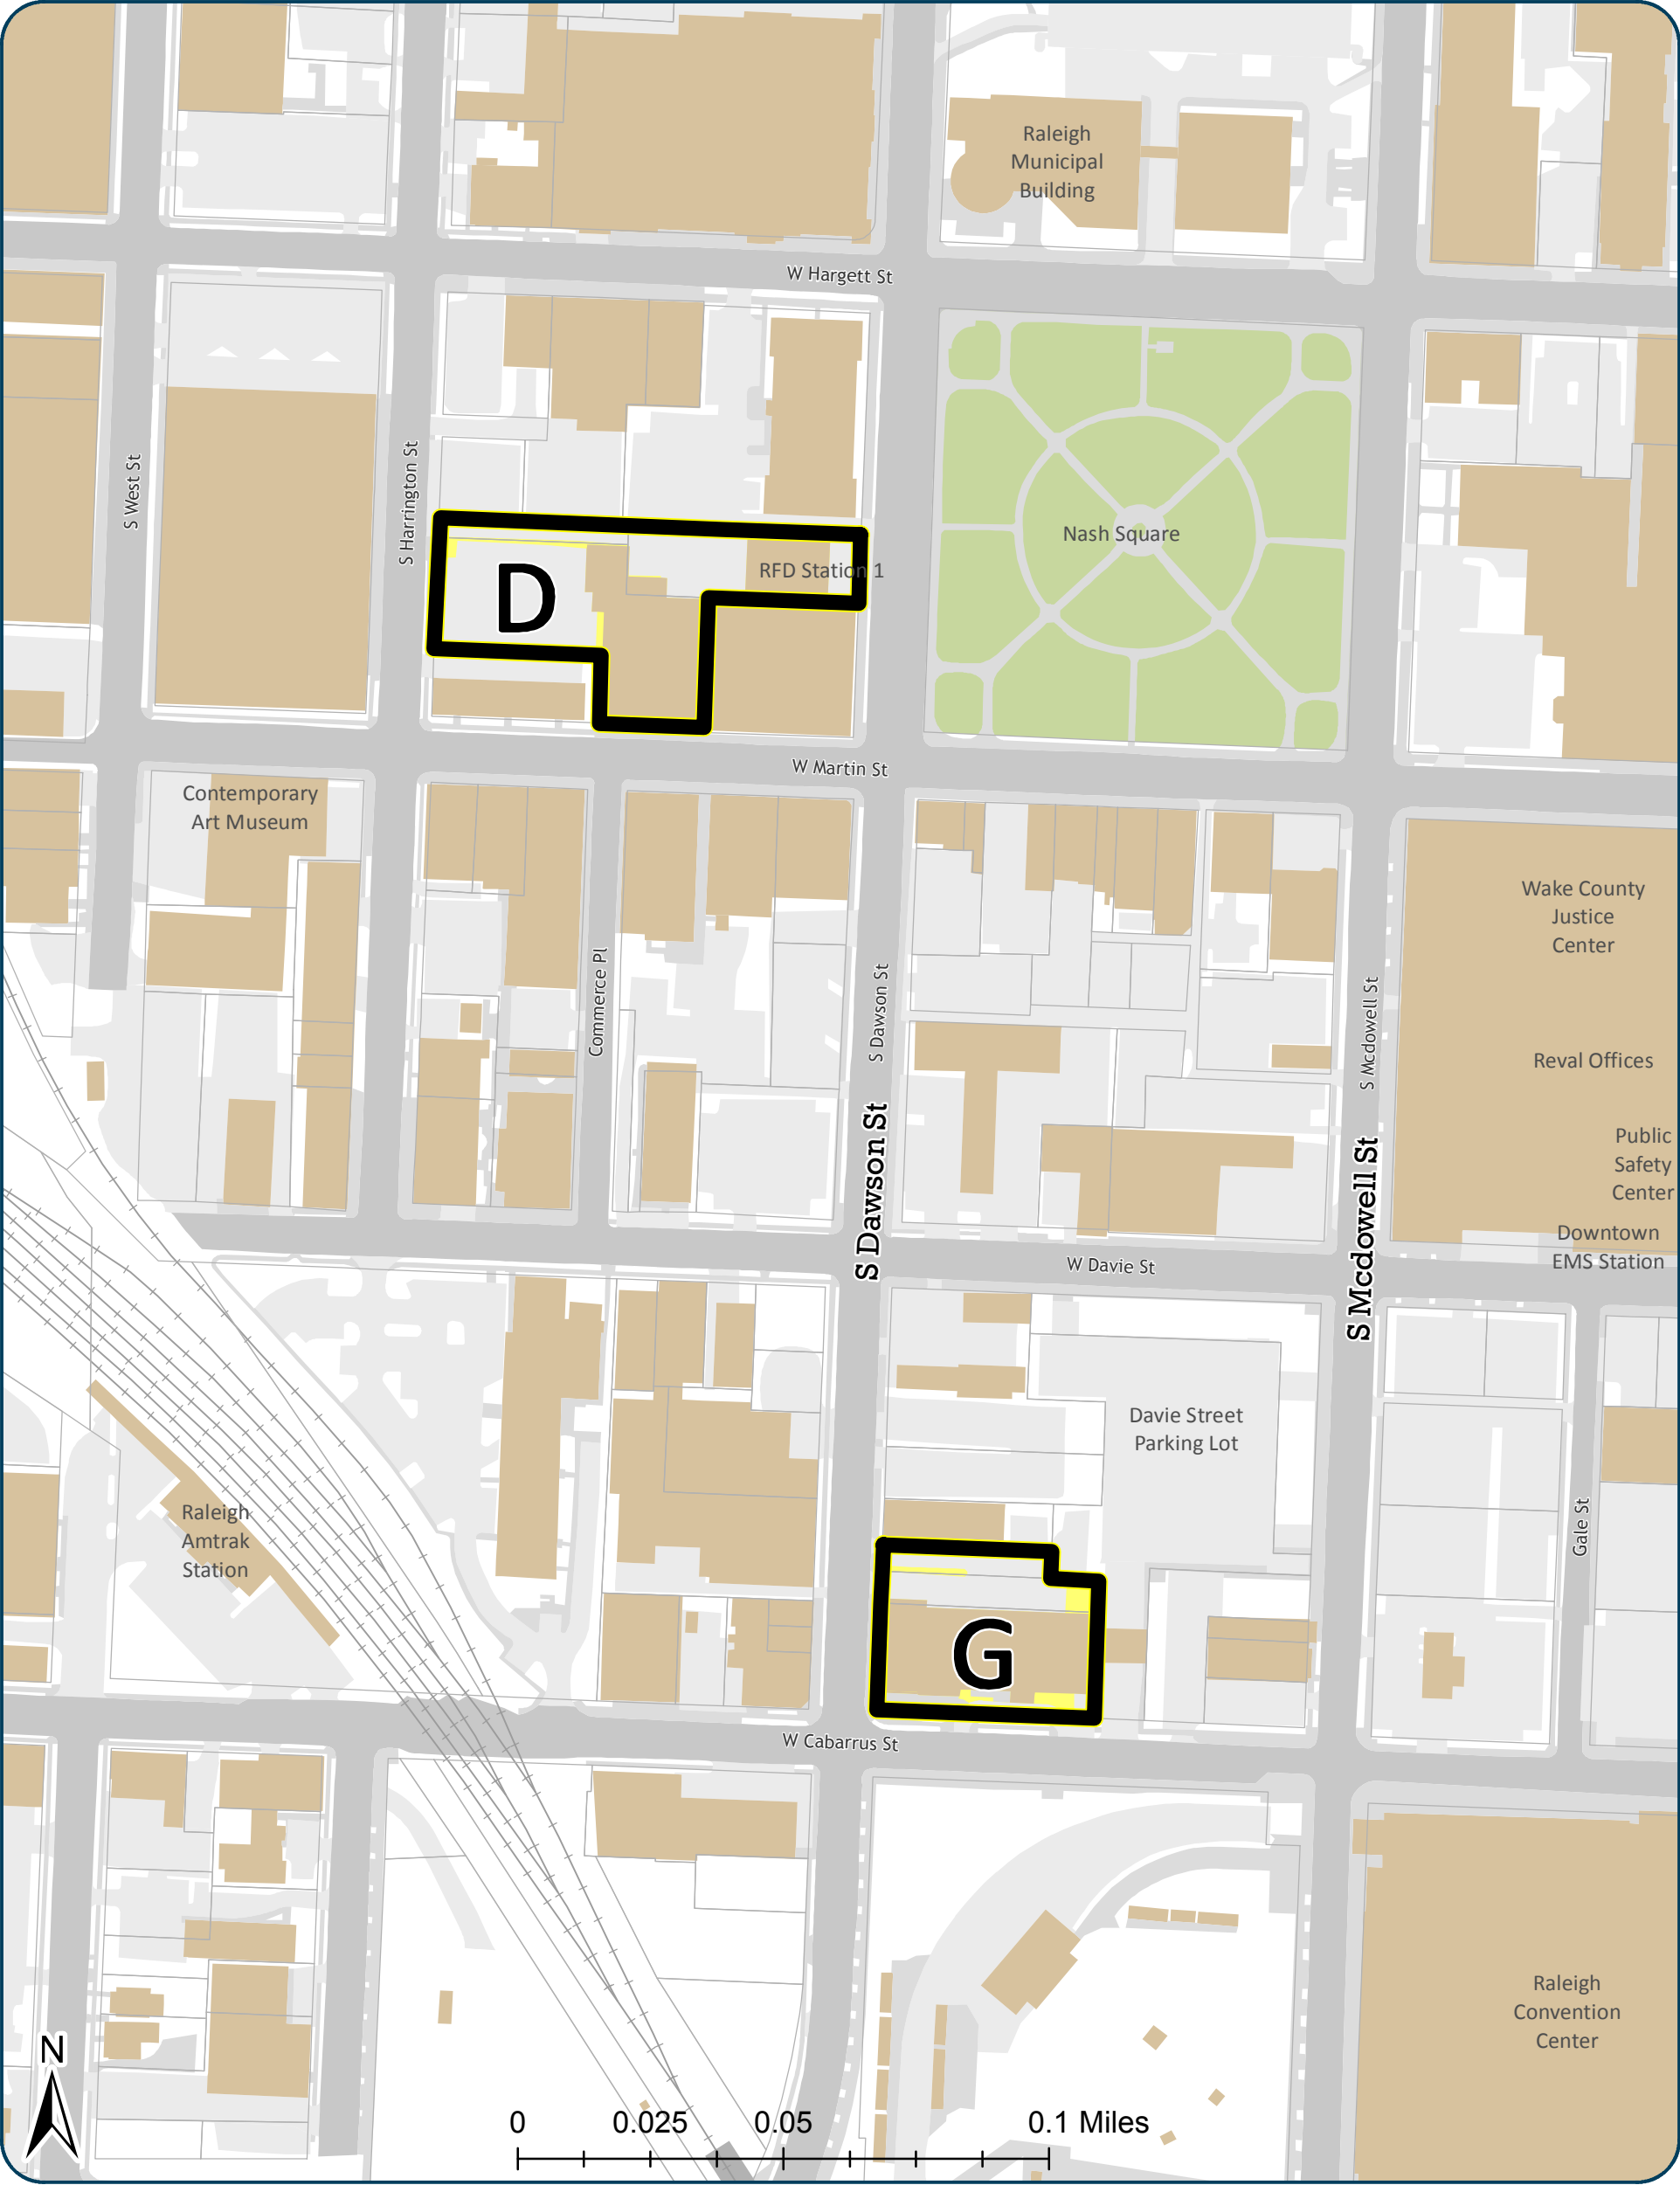 Raleigh
Municipal
Building
W Hargett St
S West St
S Harrington St
Nash Square
RFD Station 1
D
W Martin St
Contemporary
Art Museum
Wake County
Justice
Center
Commerce Pl
S Dawson St
S Mcdowell St
Reval Offices
Public
Safety
Center
S Dawson St
S Mcdowell St
Downtown
EMS Station
W Davie St
Davie Street
Parking Lot
Raleigh
Amtrak
Station
Gale St
G
W Cabarrus St
Raleigh
Convention
Center
N
0 0.025 0.05 0.1 Miles